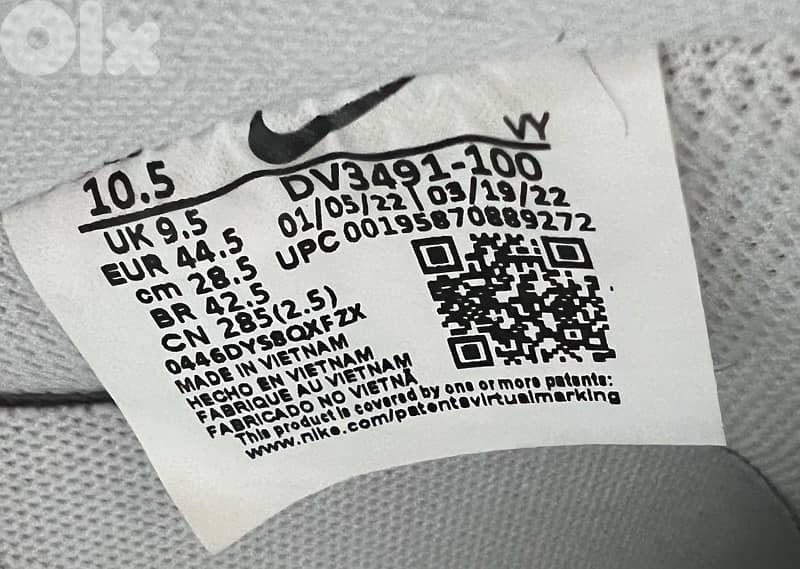 olx
VY
10.5
DV3491-100
UK 9.5
01/05/22 | 03/19/22
EUR 44.5
UPC 00195870889272
cm 28.5
BR 42.5
CN 285(2.5)
0446DYS8QXFZX
MADE IN VIETNAM
HECHO EN VIETNAM
FABRIQUE AU VIETNAM
FABRICADO NO VIETNÃ
This product is covered by one or more patents:
www.nike.com/patentsvirtualmarking